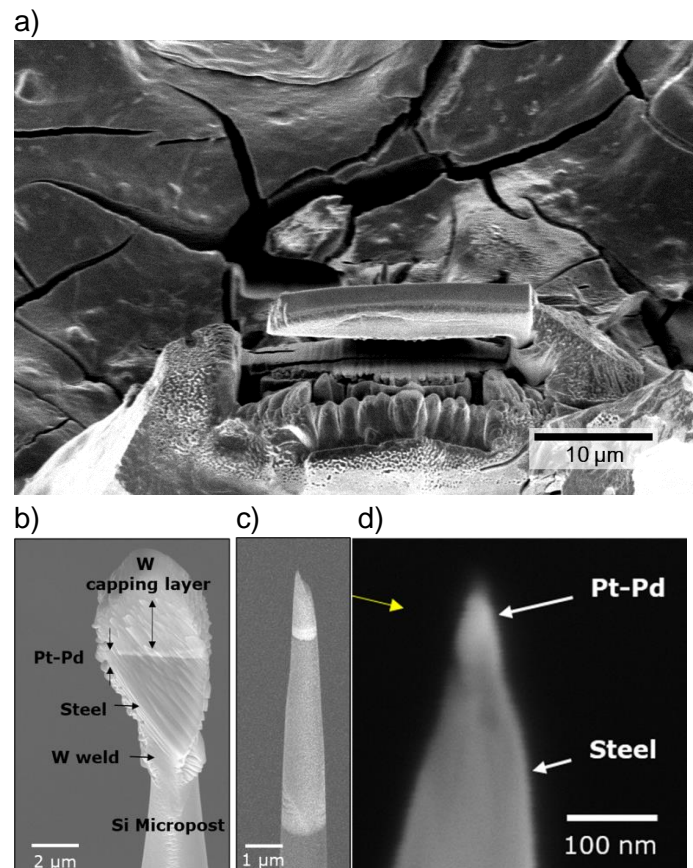 a)
10 µm
b)
c)
d)
W
capping layer
Pt-Pd
Steel
W weld
Si Micropost
2 µm
1 µm
Pt-Pd
Steel
100 nm